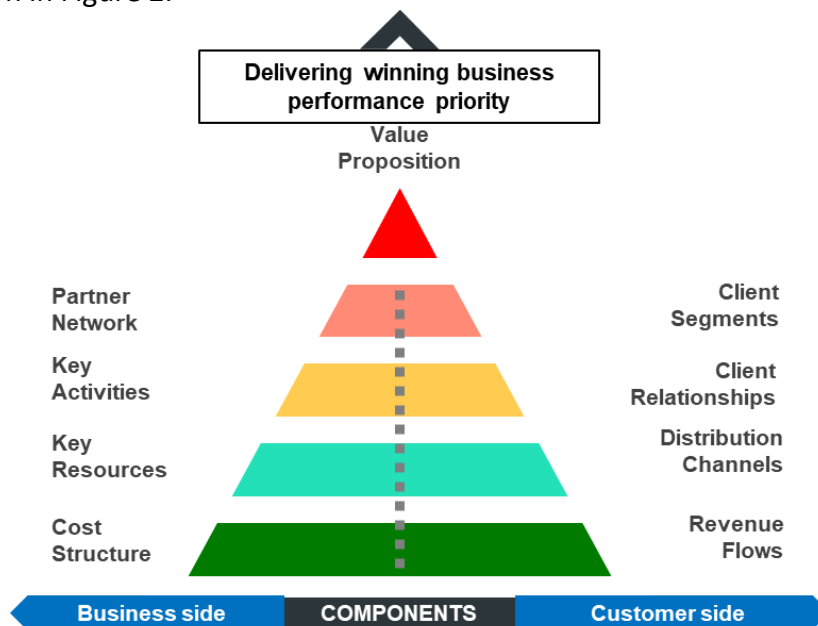 Delivering winning business
performance priority
Value
Proposition
Partner
Network
Client
Segments
Key
Activities
Client
Relationships
Key
Resources
Distribution
Channels
Cost
Structure
Revenue
Flows
Business side
COMPONENTS
Customer side